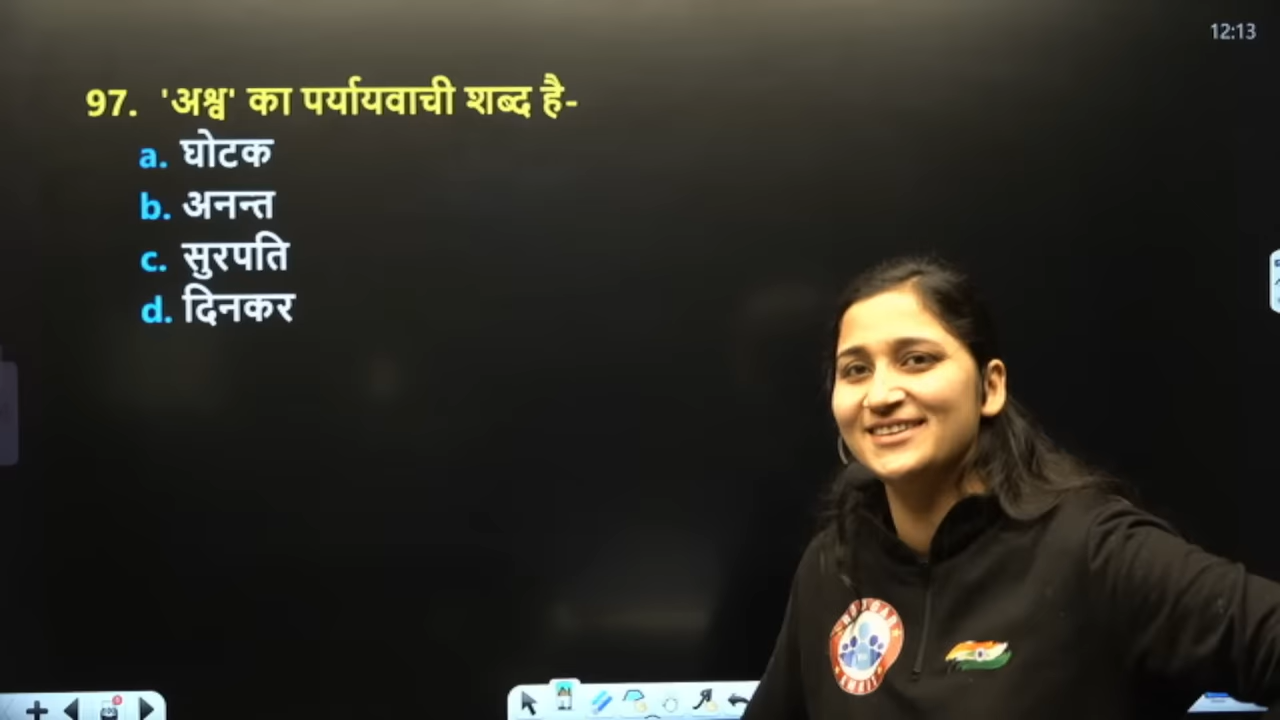 12:13
97. 'अश्व' का पर्यायवाची शब्द है-
a. घोटक
b. अनन्त
c. सुरपति
d. दिनकर